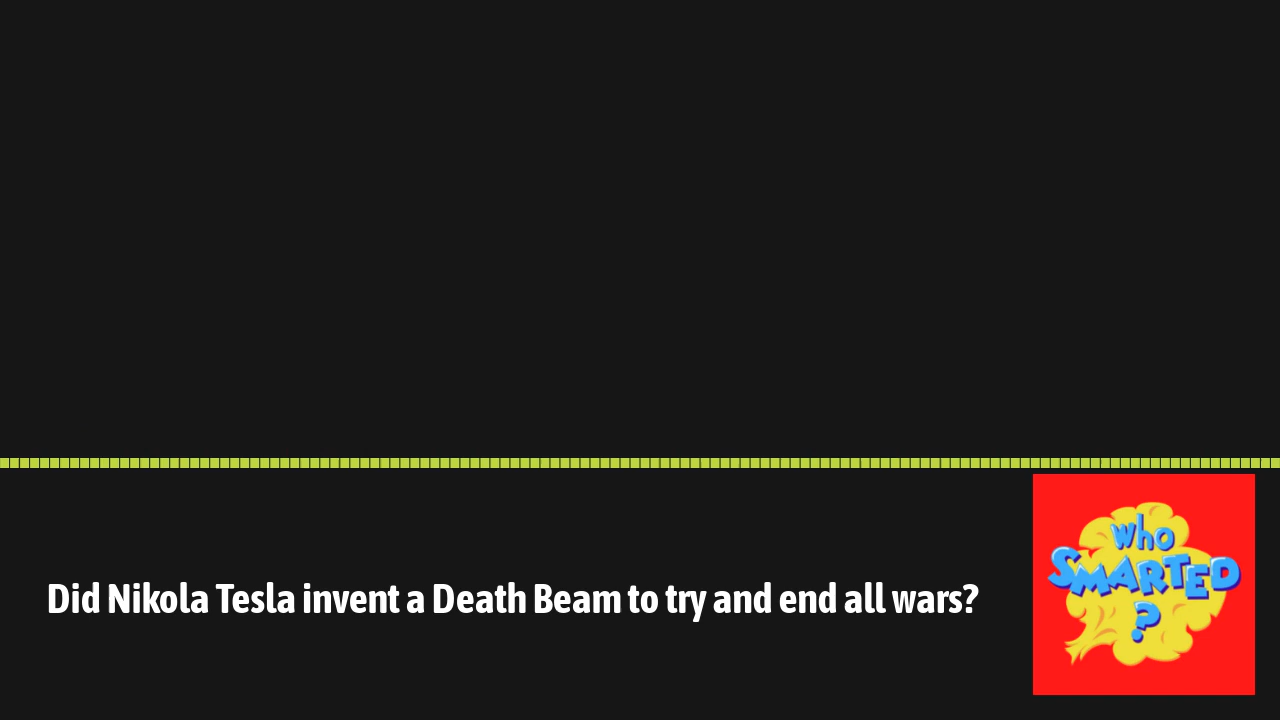 Did Nikola Tesla invent a Death Beam to try and end all wars?
who
SMARTED
?